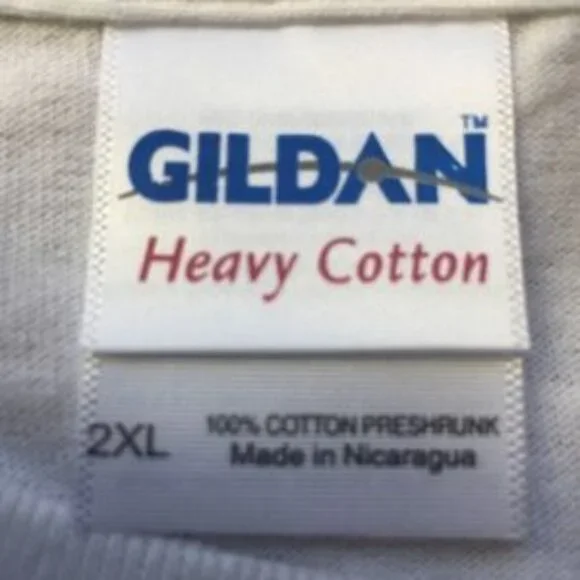 GILDAN™
Heavy Cotton
2XL
100% COTTON PRESHRUNK
Made in Nicaragua